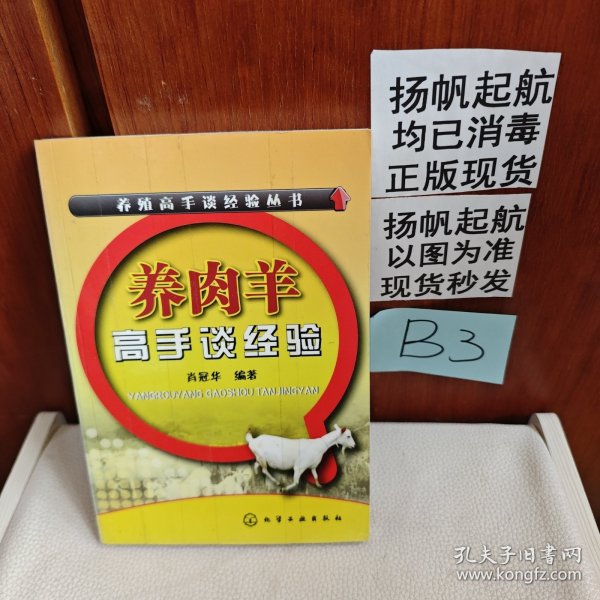 养殖高手谈经验丛书
养肉羊
高手谈经验
肖冠华 编著
YANGROUYANG GAOSHOU TAN JINGYAN
化学工业出版社
扬帆起航
均已消毒
正版现货
扬帆起航
以图为准
现货秒发
B3
孔夫子旧书网
www.kongfz.com